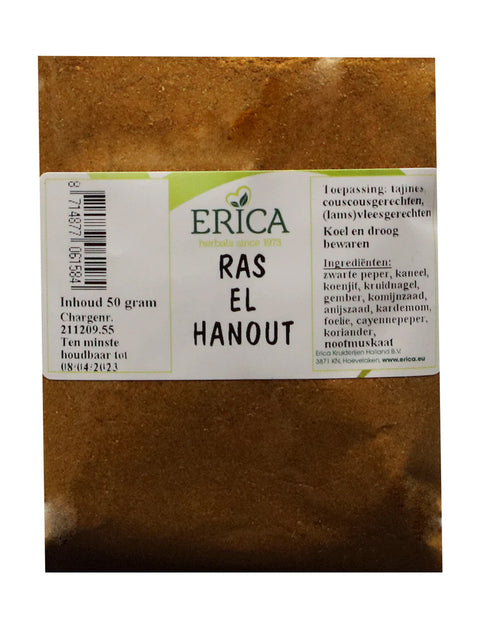 8 714877 061584
Inhoud 50 gram
Chargenr.
211209.55
Ten minste
houdbaar tot
08/04/2023
ERICA
herbals since 1973
RAS
EL
HANOUT
Toepassing: tajines,
couscousgerechten,
(lams)vleesgerechten
Koel en droog
bewaren
Ingrediënten:
zwarte peper, kaneel,
koenjit, kruidnagel,
gember, komijnzaad,
anijszaad, kardemom,
foelie, cayennepeper,
koriander,
nootmuskaat
Erica Kruiderijen Holland B.V.
3871 KN, Hoevelaken, www.erica.eu